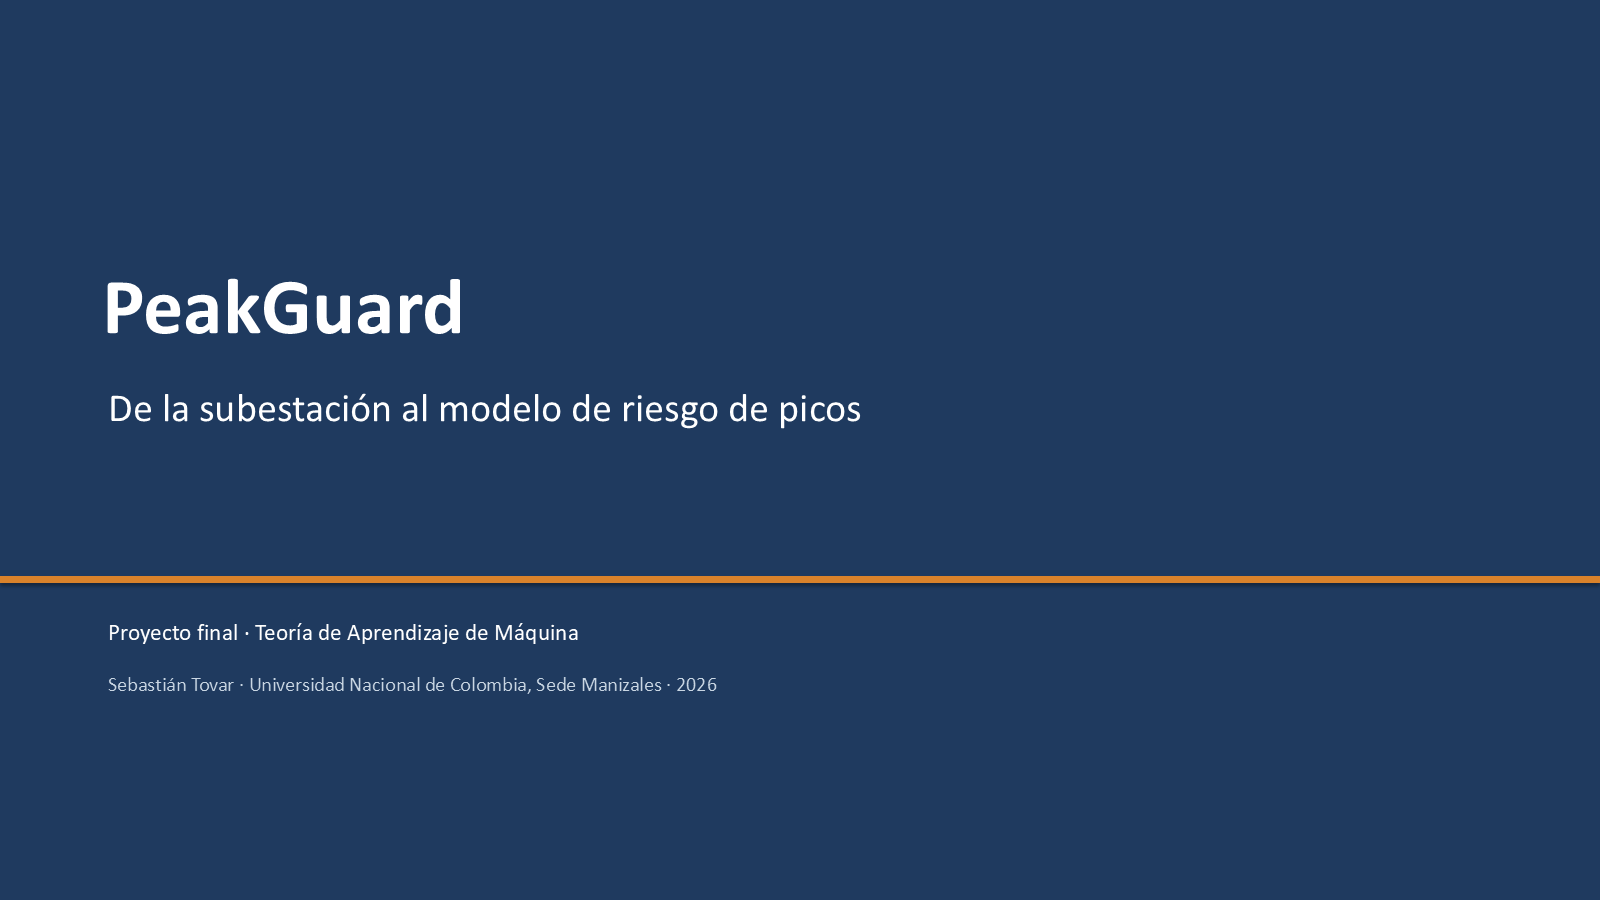 PeakGuard
De la subestación al modelo de riesgo de picos
Proyecto final · Teoría de Aprendizaje de Máquina
Sebastián Tovar · Universidad Nacional de Colombia, Sede Manizales · 2026